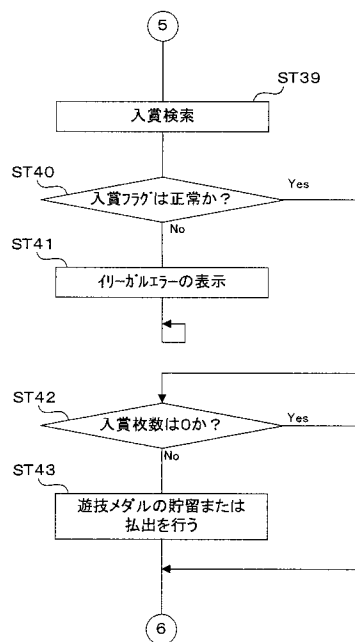 5
ST39
入賞検索
ST40
入賞フラグは正常か?
Yes
No
ST41
イリーガルエラーの表示
ST42
入賞枚数は0か?
Yes
No
ST43
遊技メダルの貯留または
払出を行う
6